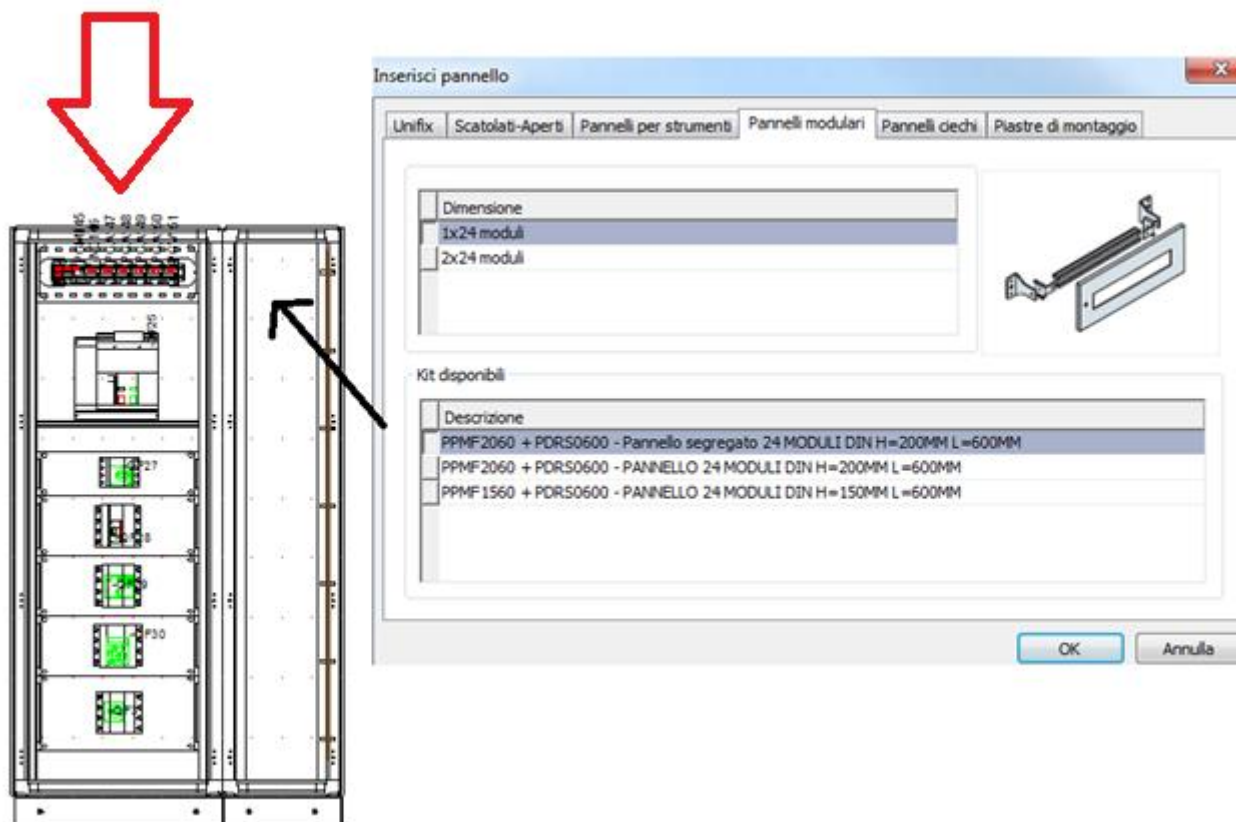 Inserisci pannello
Unifix Scatolati-Aperti Pannelli per strumenti Pannelli modulari Pannelli ciechi Piastre di montaggio
Dimensione
1x24 moduli
2x24 moduli
Kit disponibili
Descrizione
PPMF2060 + PDRS0600 - Pannello segregato 24 MODULI DIN H=200MM L=600MM
PPMF2060 + PDRS0600 - PANNELLO 24 MODULI DIN H=200MM L=600MM
PPMF1560 + PDRS0600 - PANNELLO 24 MODULI DIN H=150MM L=600MM
OK Annulla